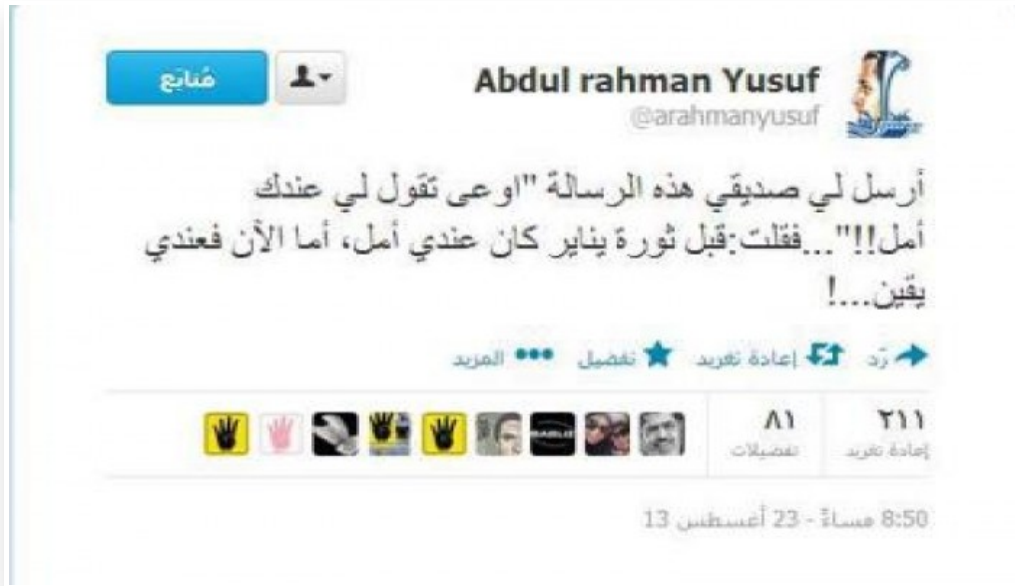 Abdul rahman Yusuf
@arahmanyusuf
مُتابَع
أرسل لي صديقي هذه الرسالة "اوعى تقول لي عندك
أمل!!"...فقلت:قبل ثورة يناير كان عندي أمل، أما الآن فعندي
يقين...!
رَد إعادة تغريد تفضيل المزيد
٢١١ ٨١
إعادة تغريد تفضيلات
8:50 مساءً - 23 أغسطس 13